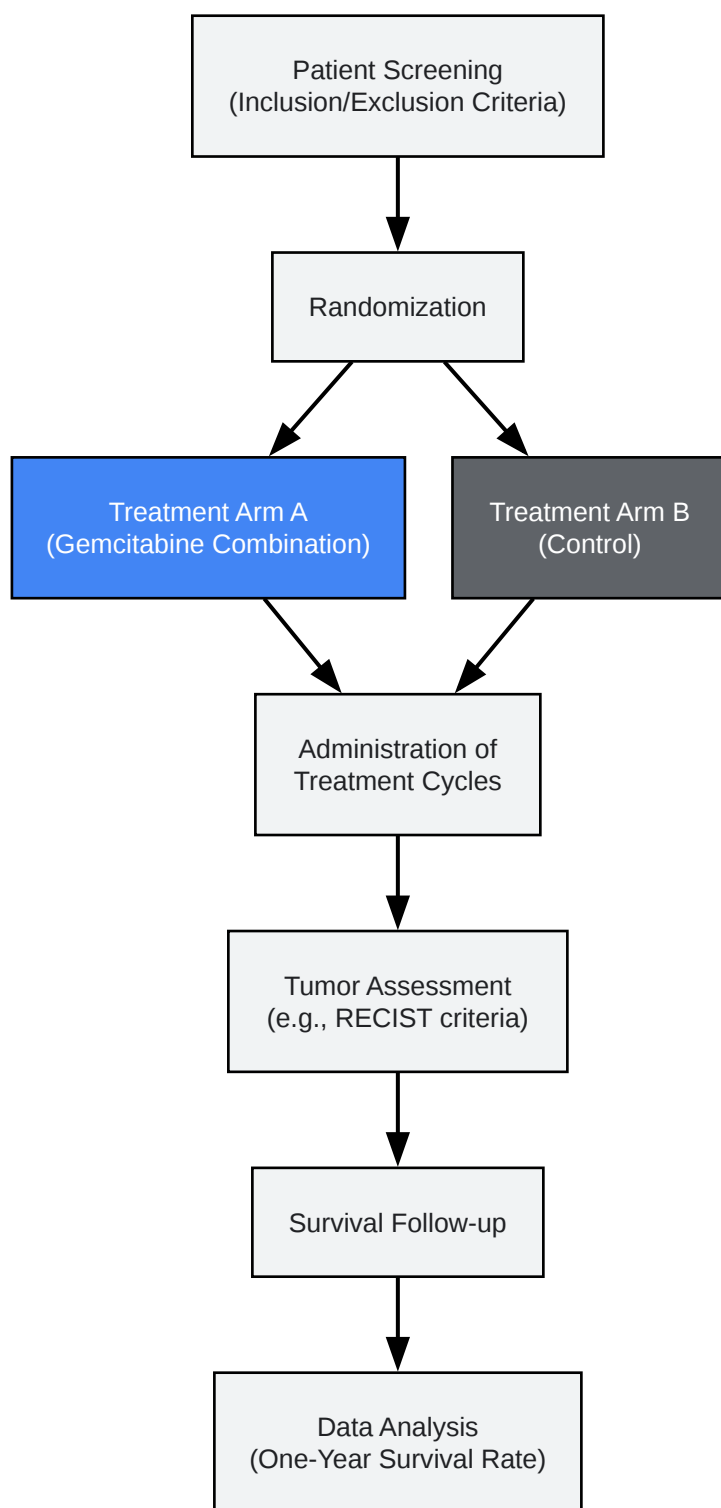 Patient Screening
(Inclusion/Exclusion Criteria)
Randomization
Treatment Arm A
(Gemcitabine Combination)
Treatment Arm B
(Control)
Administration of
Treatment Cycles
Tumor Assessment
(e.g., RECIST criteria)
Survival Follow-up
Data Analysis
(One-Year Survival Rate)